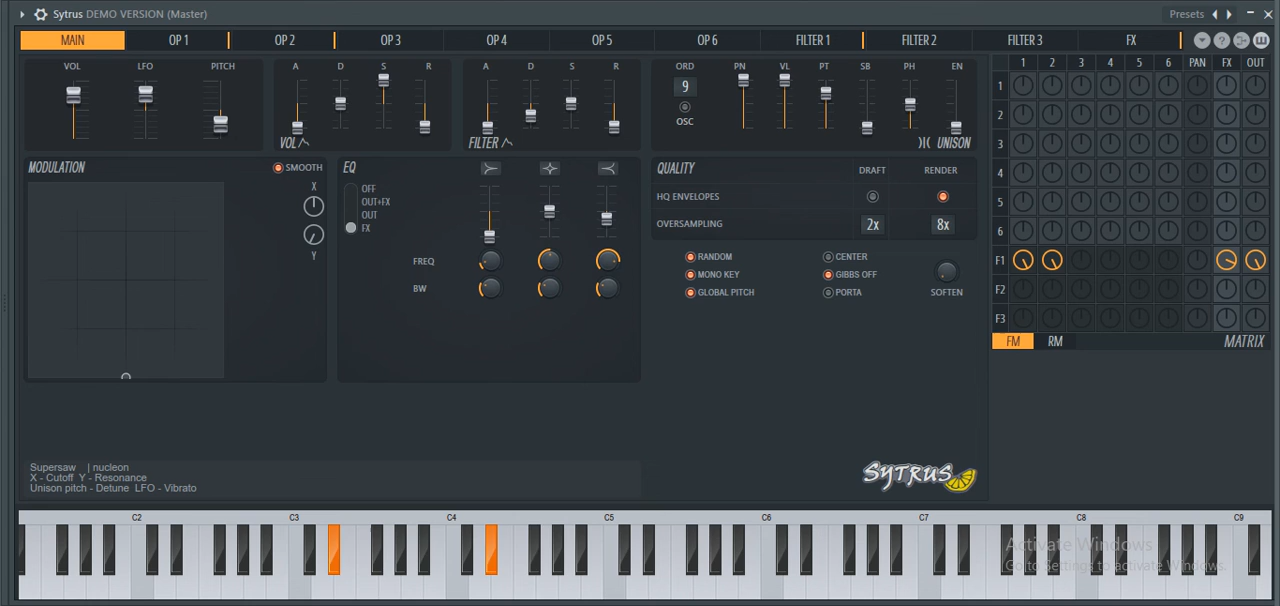 Sytrus DEMO VERSION (Master) Presets
MAIN OP 1 OP 2 OP 3 OP 4 OP 5 OP 6 FILTER 1 FILTER 2 FILTER 3 FX ?
VOL LFO PITCH A D S R A D S R ORD PN VL PT SB PH EN 1 2 3 4 5 6 PAN FX OUT
9
OSC
VOL FILTER UNISON
MODULATION SMOOTH EQ QUALITY DRAFT RENDER
X
Y
OFF
OUT+FX
OUT
FX
FREQ
BW
HQ ENVELOPES
OVERSAMPLING 2x 8x
RANDOM CENTER
MONO KEY GIBBS OFF
GLOBAL PITCH PORTA
SOFTEN
1
2
3
4
5
6
F1
F2
F3
FM RM MATRIX
Supersaw | nucleon
X - Cutoff Y - Resonance
Unison pitch - Detune LFO - Vibrato
SYTRUS
C2 C3 C4 C5 C6 C7 C8 C9
Activate Windows
Go to Settings to activate Windows.